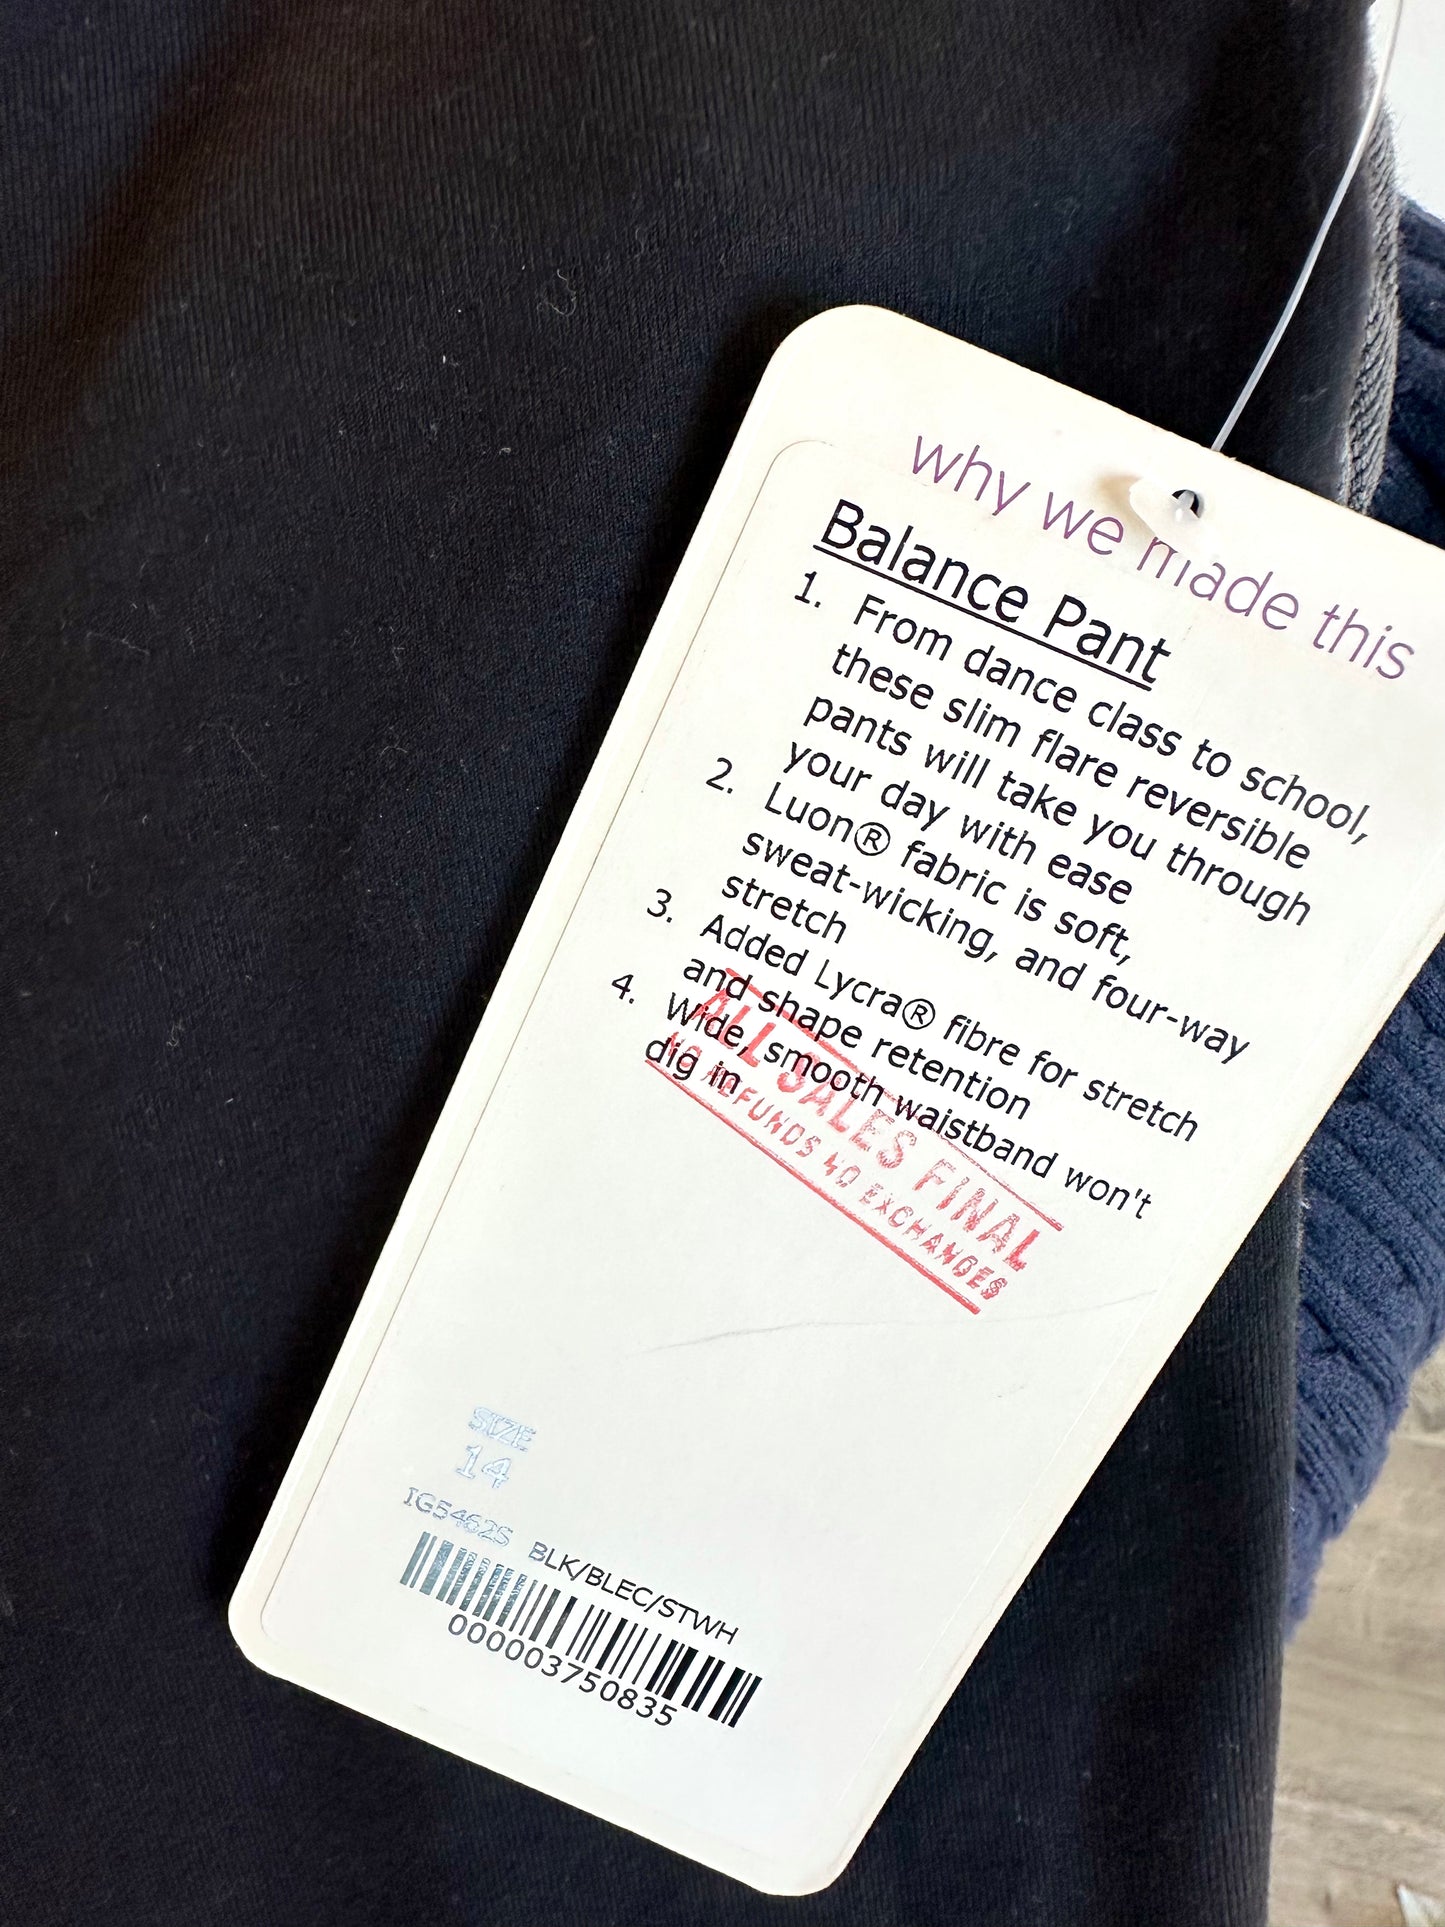 why we made this
Balance Pant
1. From dance class to school,
these slim flare reversible
pants will take you through
your day with ease
2. Luon® fabric is soft,
sweat-wicking, and four-way
stretch
3. Added Lycra® fibre for stretch
and shape retention
4. Wide, smooth waistband won't
dig in
ALL SALES FINAL
NO REFUNDS NO EXCHANGES
SIZE
14
IG5462S BLK/BLEC/STWH
000003750835